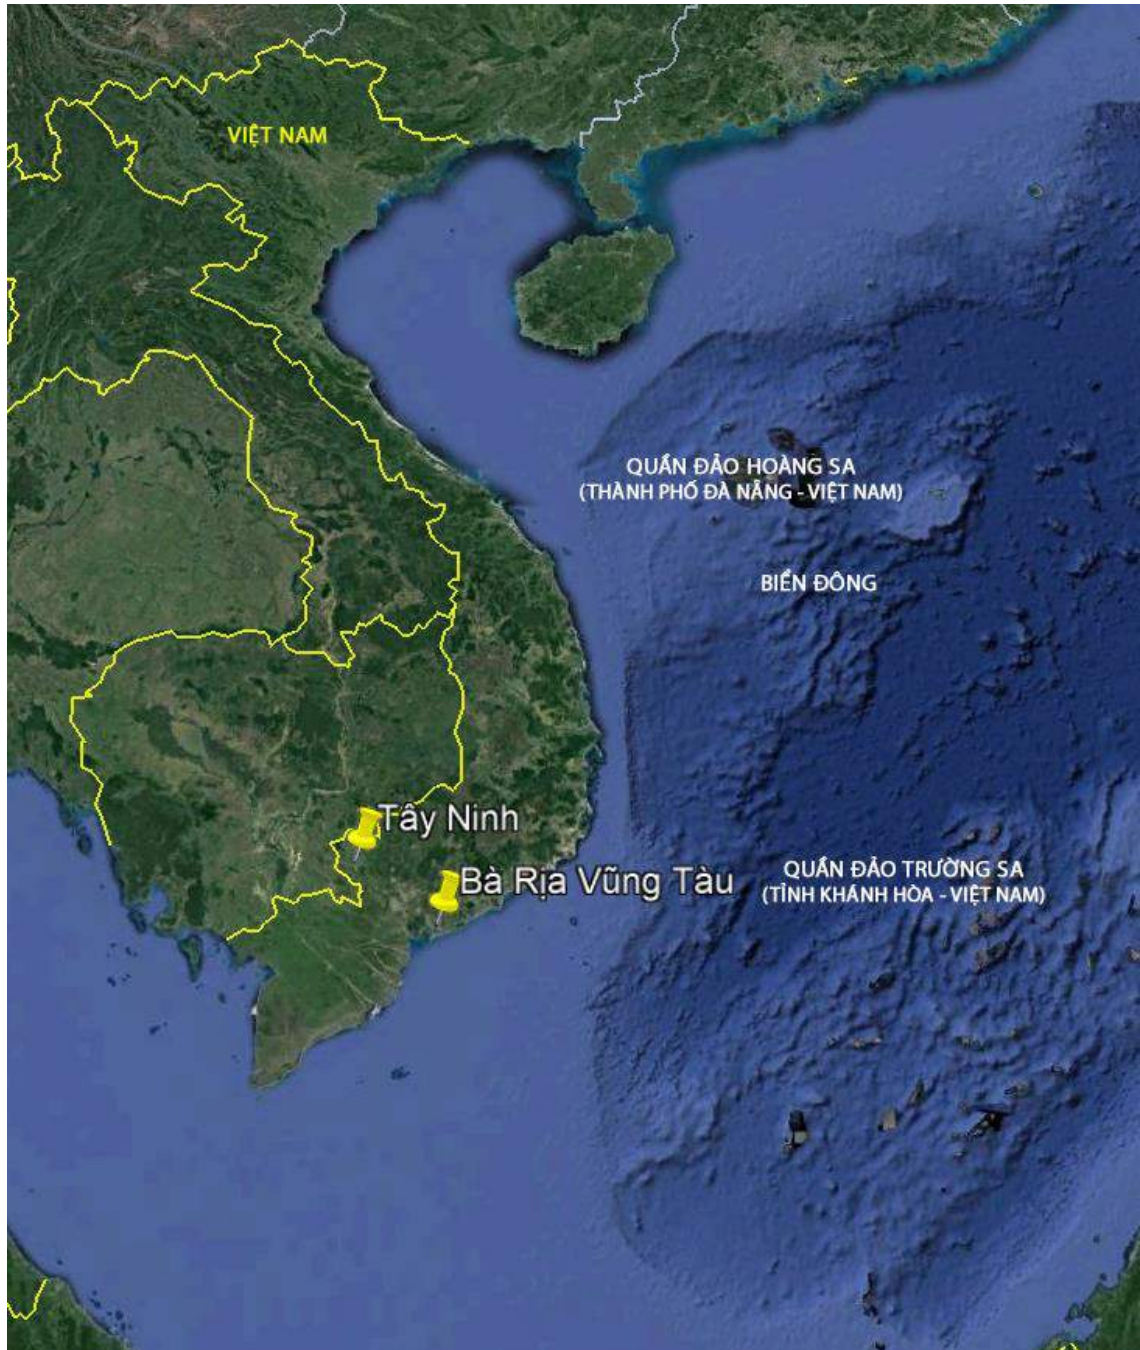 VIỆT NAM
QUẦN ĐẢO HOÀNG SA
(THÀNH PHỐ ĐÀ NẴNG - VIỆT NAM)
BIỂN ĐÔNG
Tây Ninh
QUẦN ĐẢO TRƯỜNG SA
(TỈNH KHÁNH HÒA - VIỆT NAM)
Bà Rịa Vũng Tàu